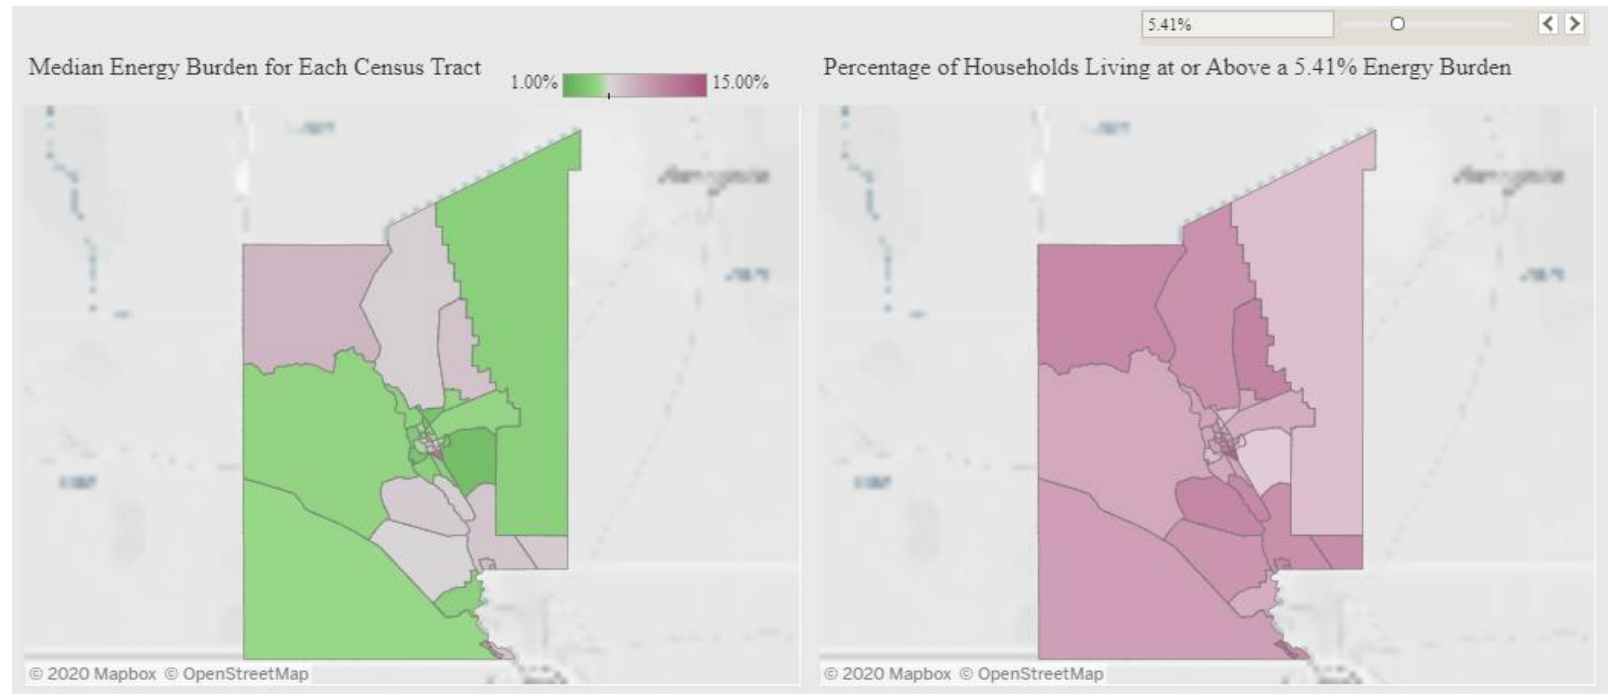 5.41%
Median Energy Burden for Each Census Tract
1.00%
15.00%
Percentage of Households Living at or Above a 5.41% Energy Burden
© 2020 Mapbox © OpenStreetMap
© 2020 Mapbox © OpenStreetMap